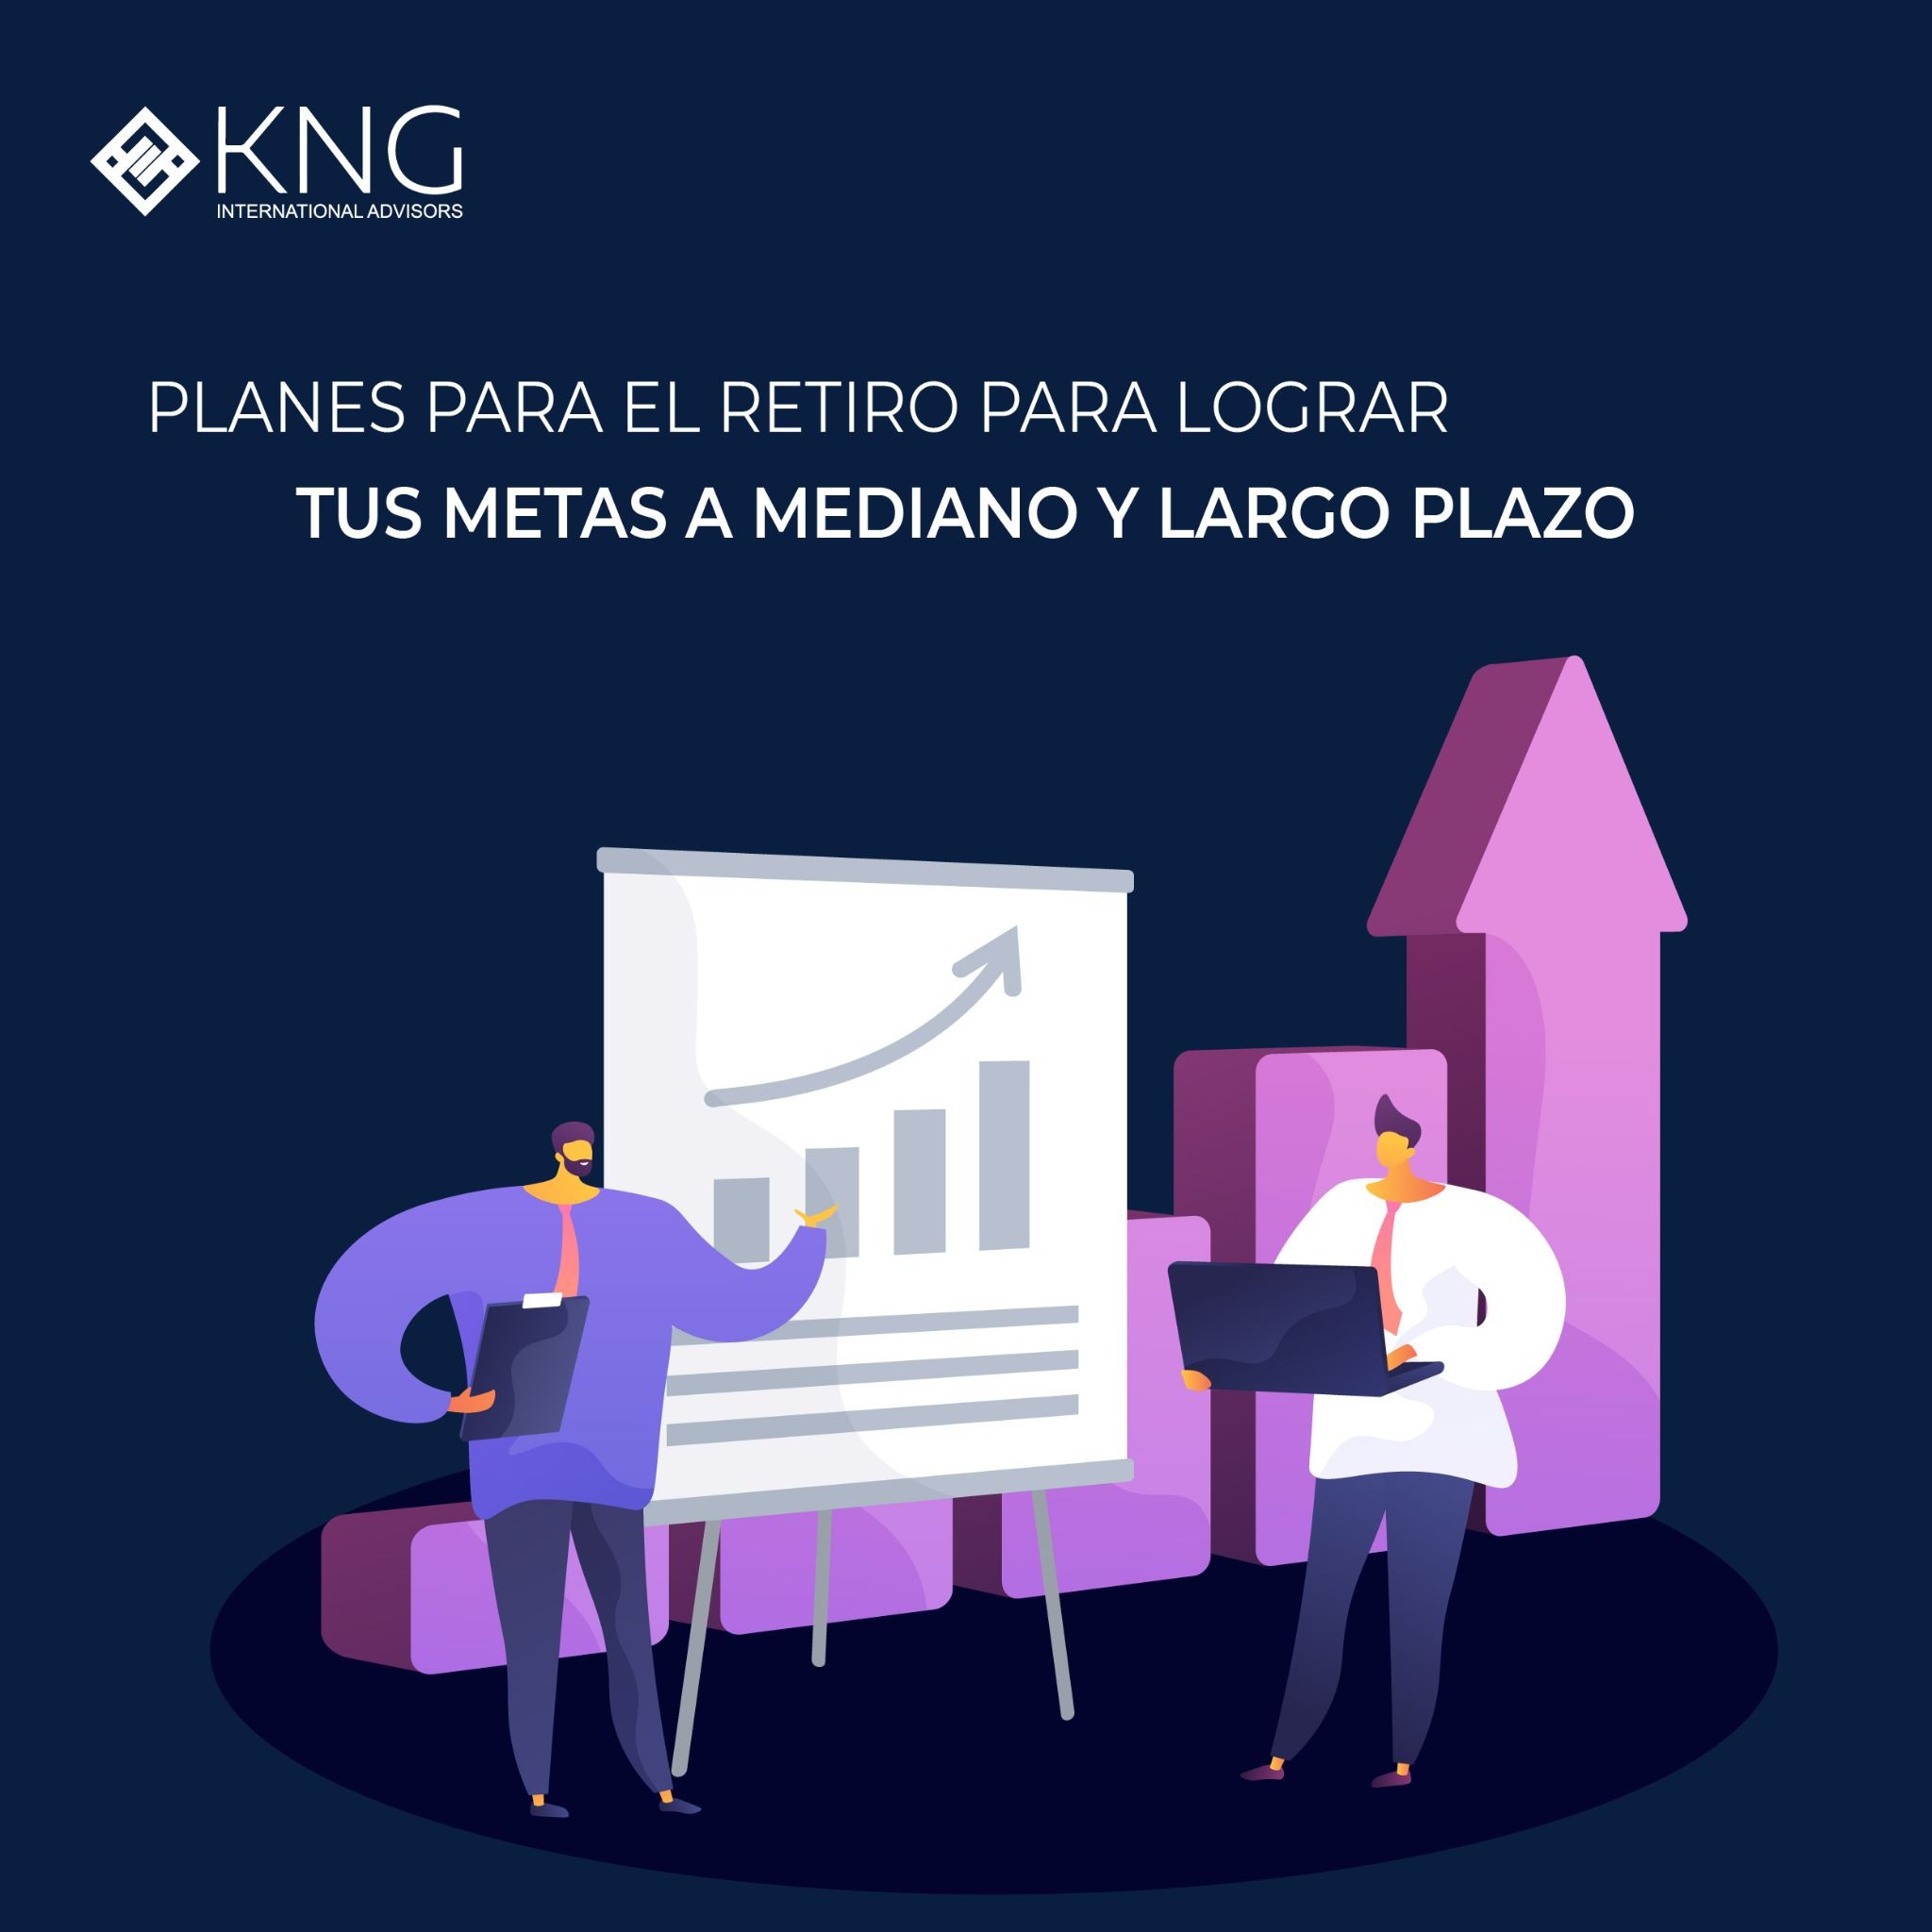 KNG
INTERNATIONAL ADVISORS
PLANES PARA EL RETIRO PARA LOGRAR
TUS METAS A MEDIANO Y LARGO PLAZO